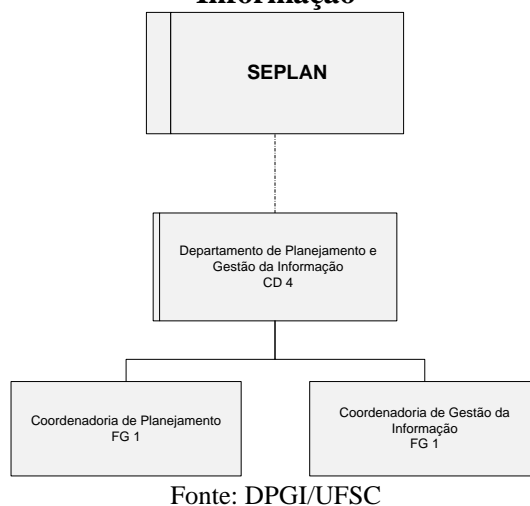 Informação
SEPLAN
Departamento de Planejamento e
Gestão da Informação
CD 4
Coordenadoria de Planejamento
FG 1
Coordenadoria de Gestão da
Informação
FG 1
Fonte: DPGI/UFSC